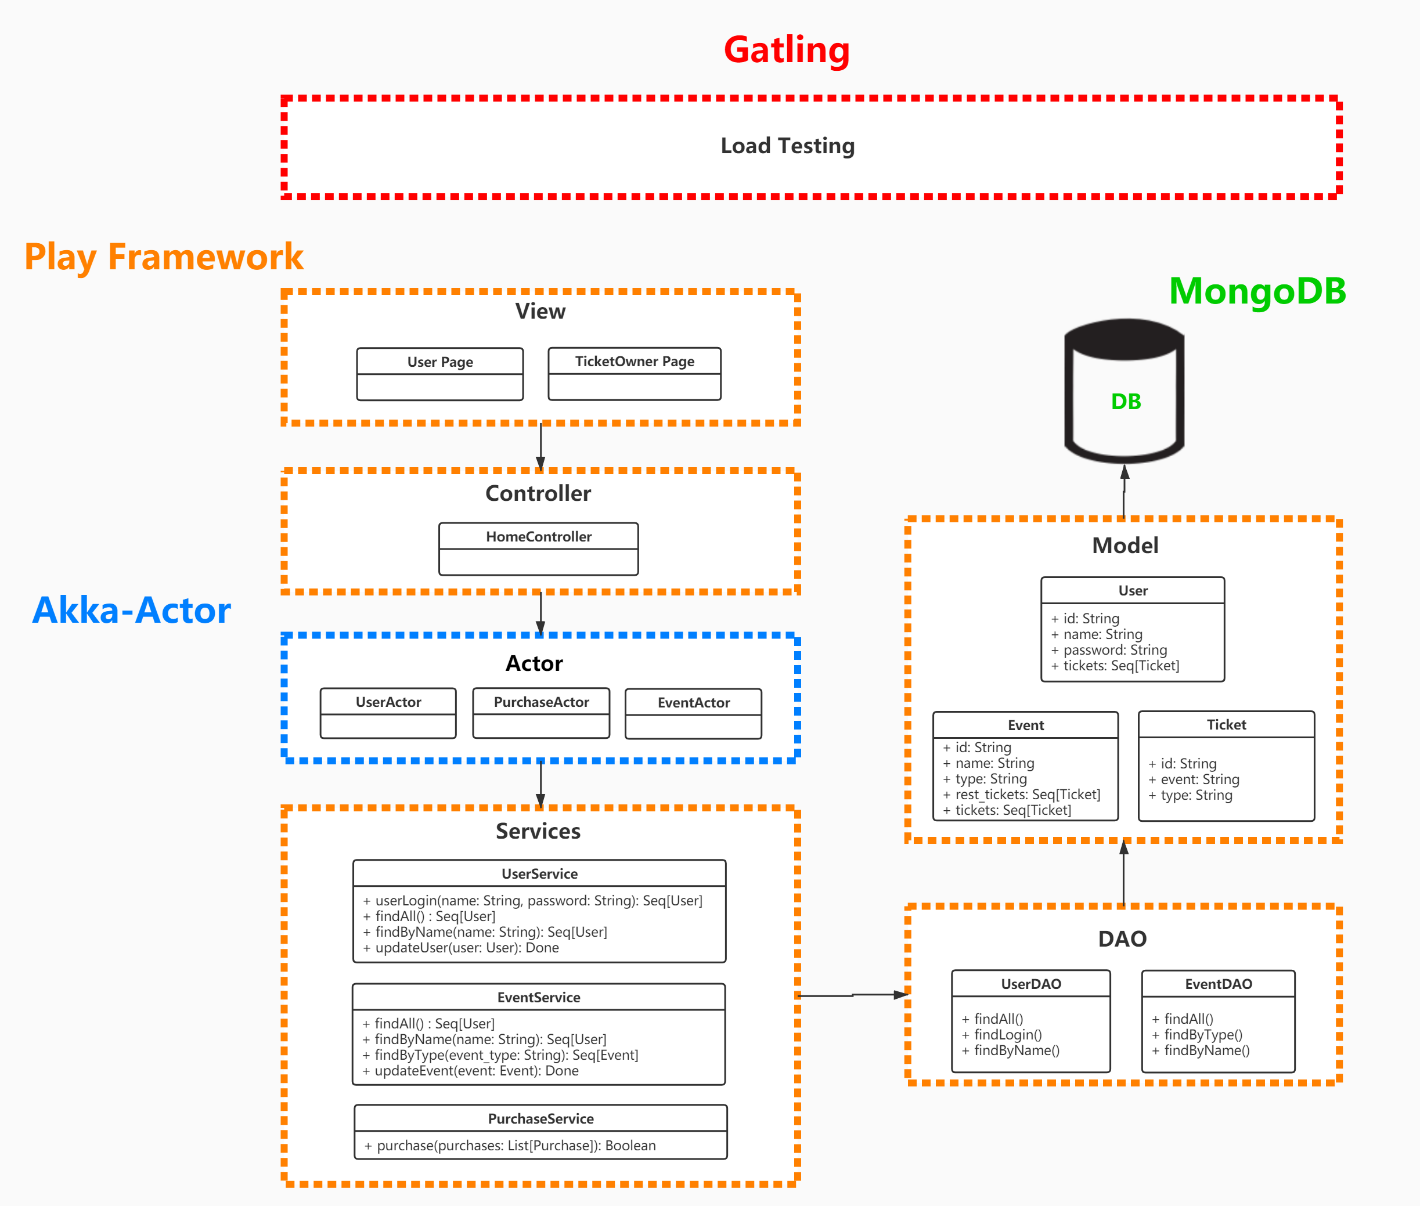 Gatling
Load Testing
Play Framework
View
User Page
TicketOwner Page
Controller
HomeController
Akka-Actor
Actor
UserActor
PurchaseActor
EventActor
Services
UserService
+ userLogin(name: String, password: String): Seq[User]
+ findAll() : Seq[User]
+ findByName(name: String): Seq[User]
+ updateUser(user: User): Done
EventService
+ findAll() : Seq[User]
+ findByName(name: String): Seq[User]
+ findByType(event_type: String): Seq[Event]
+ updateEvent(event: Event): Done
PurchaseService
+ purchase(purchases: List[Purchase]): Boolean
MongoDB
DB
Model
User
+ id: String
+ name: String
+ password: String
+ tickets: Seq[Ticket]
Event
+ id: String
+ name: String
+ type: String
+ rest_tickets: Seq[Ticket]
+ tickets: Seq[Ticket]
Ticket
+ id: String
+ event: String
+ type: String
DAO
UserDAO
+ findAll()
+ findLogin()
+ findByName()
EventDAO
+ findAll()
+ findByType()
+ findByName()